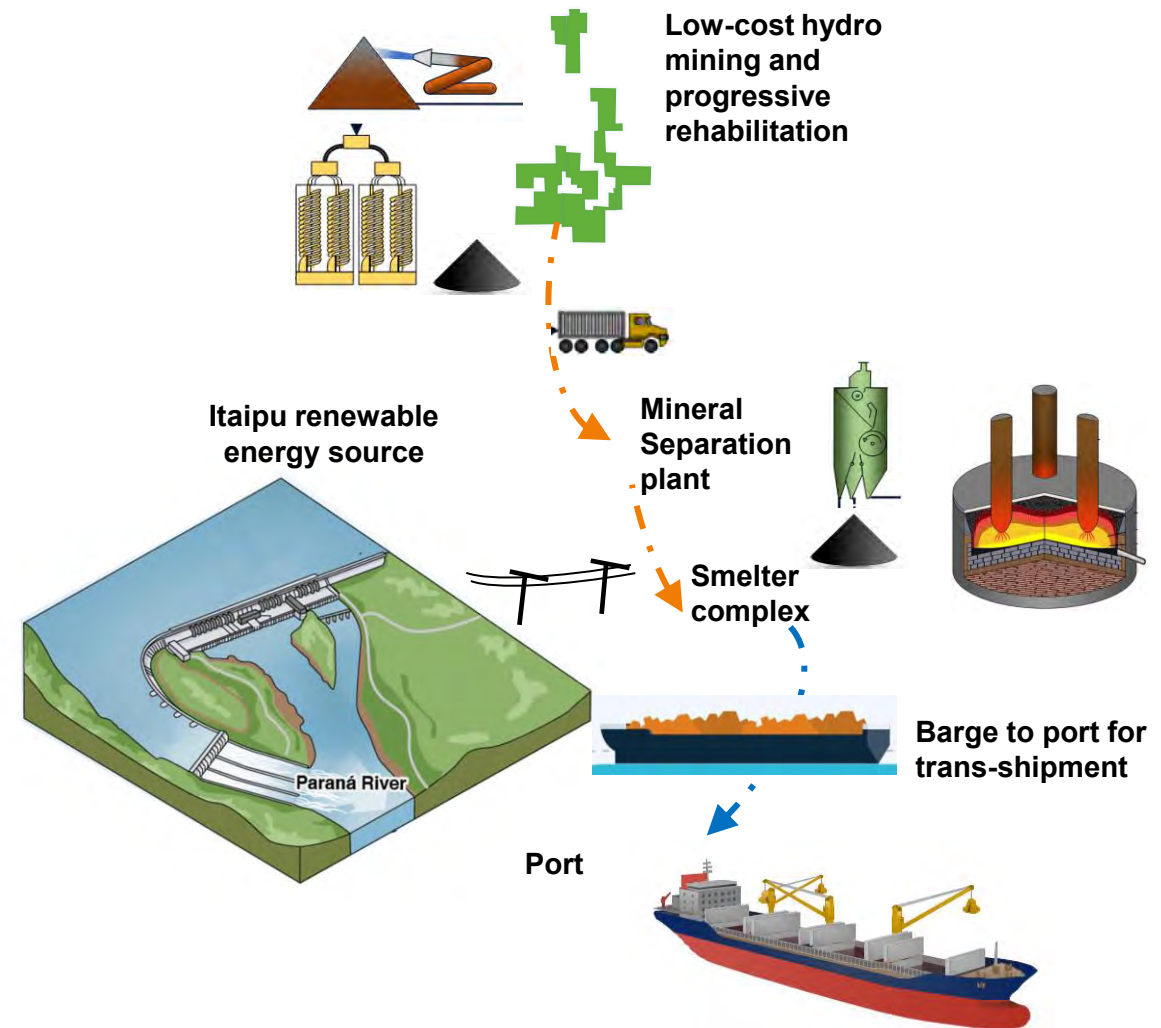 Low-cost hydro
mining and
progressive
rehabilitation
Itaipu renewable
energy source
Mineral
Separation
plant
Smelter
complex
Paraná River
Barge to port for
trans-shipment
Port